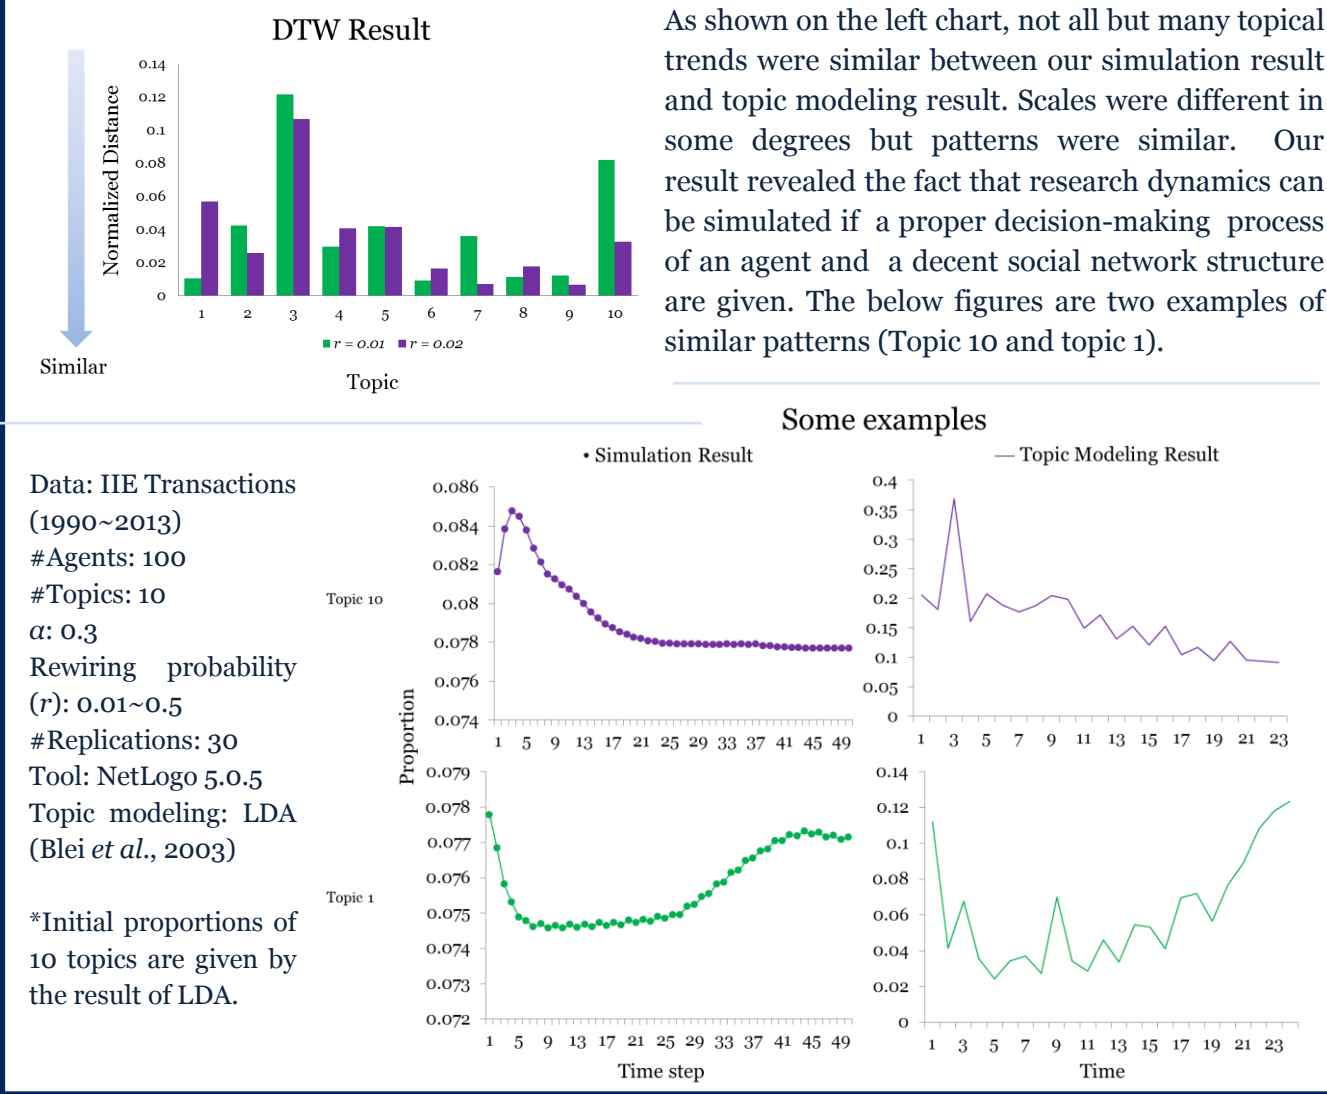 DTW Result
0.14
0.12
0.1
0.08
0.06
0.04
0.02
0
Normalized Distance
1 2 3 4 5 6 7 8 9 10
r = 0.01 r = 0.02
Topic
Similar
As shown on the left chart, not all but many topical
trends were similar between our simulation result
and topic modeling result. Scales were different in
some degrees but patterns were similar. Our
result revealed the fact that research dynamics can
be simulated if a proper decision-making process
of an agent and a decent social network structure
are given. The below figures are two examples of
similar patterns (Topic 10 and topic 1).
Data: IIE Transactions
(1990~2013)
#Agents: 100
#Topics: 10
α: 0.3
Rewiring probability
(r): 0.01~0.5
#Replications: 30
Tool: NetLogo 5.0.5
Topic modeling: LDA
(Blei et al., 2003)
*Initial proportions of
10 topics are given by
the result of LDA.
Some examples
• Simulation Result
— Topic Modeling Result
Topic 10
Proportion
0.086
0.084
0.082
0.08
0.078
0.076
0.074
1 5 9 13 17 21 25 29 33 37 41 45 49
0.4
0.35
0.3
0.25
0.2
0.15
0.1
0.05
0
1 3 5 7 9 11 13 15 17 19 21 23
Topic 1
0.079
0.078
0.077
0.076
0.075
0.074
0.073
0.072
1 5 9 13 17 21 25 29 33 37 41 45 49
Time step
0.14
0.12
0.1
0.08
0.06
0.04
0.02
0
1 3 5 7 9 11 13 15 17 19 21 23
Time